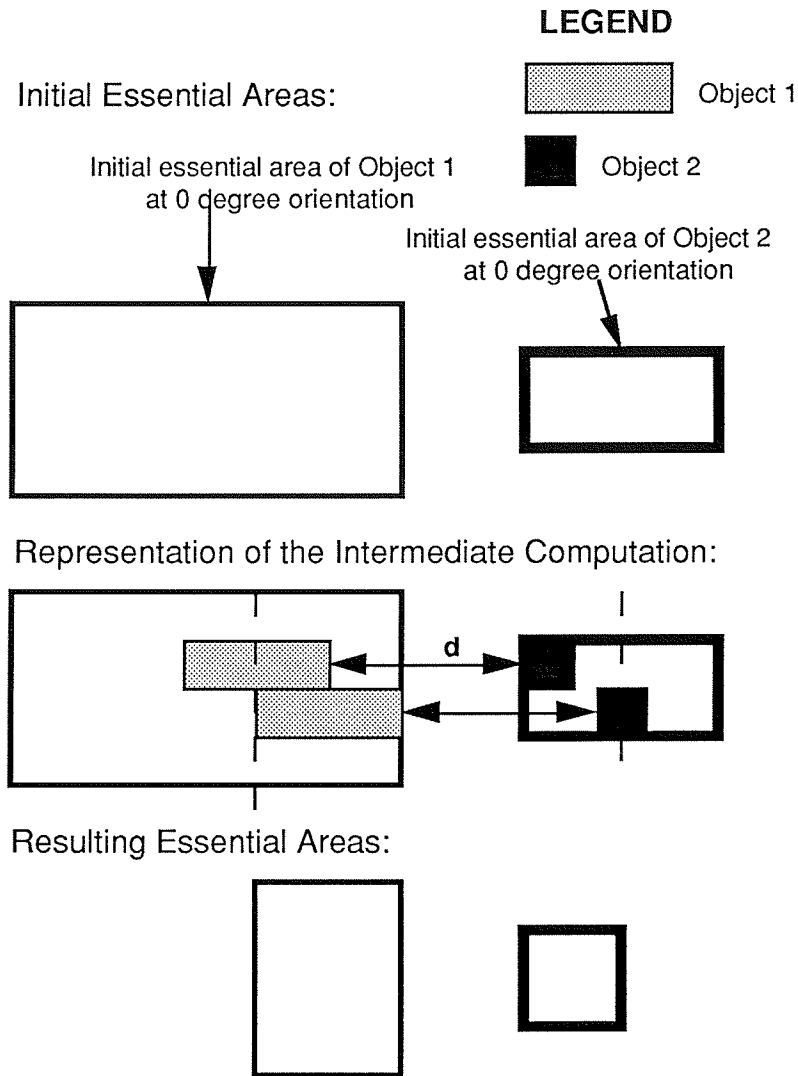 LEGEND
Initial Essential Areas:
Object 1
Object 2
Initial essential area of Object 1
at 0 degree orientation
Initial essential area of Object 2
at 0 degree orientation
Representation of the Intermediate Computation:
d
Resulting Essential Areas: